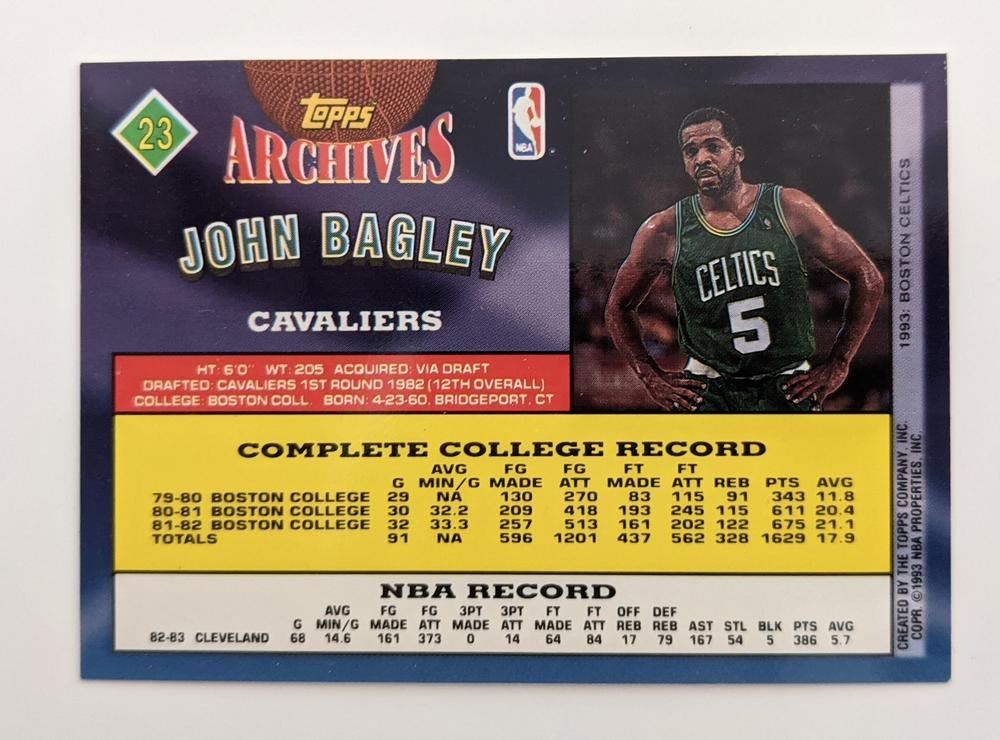 23
TOPPS
ARCHIVES
NBA
JOHN BAGLEY
CAVALIERS
CELTICS
5
1993: BOSTON CELTICS
HT: 6'0" WT: 205 ACQUIRED: VIA DRAFT
DRAFTED: CAVALIERS 1ST ROUND 1982 (12TH OVERALL)
COLLEGE: BOSTON COLL. BORN: 4-23-60, BRIDGEPORT, CT
COMPLETE COLLEGE RECORD
AVG FG FG FT FT
G MIN/G MADE ATT MADE ATT REB PTS AVG
79-80 BOSTON COLLEGE 29 NA 130 270 83 115 91 343 11.8
80-81 BOSTON COLLEGE 30 32.2 209 418 193 245 115 611 20.4
81-82 BOSTON COLLEGE 32 33.3 257 513 161 202 122 675 21.1
TOTALS 91 NA 596 1201 437 562 328 1629 17.9
NBA RECORD
AVG FG FG 3PT 3PT FT FT OFF DEF
G MIN/G MADE ATT MADE ATT MADE ATT REB REB AST STL BLK PTS AVG
82-83 CLEVELAND 68 14.6 161 373 0 14 64 84 17 79 167 54 5 386 5.7
CREATED BY THE TOPPS COMPANY, INC.
COPR. ©1993 NBA PROPERTIES, INC.